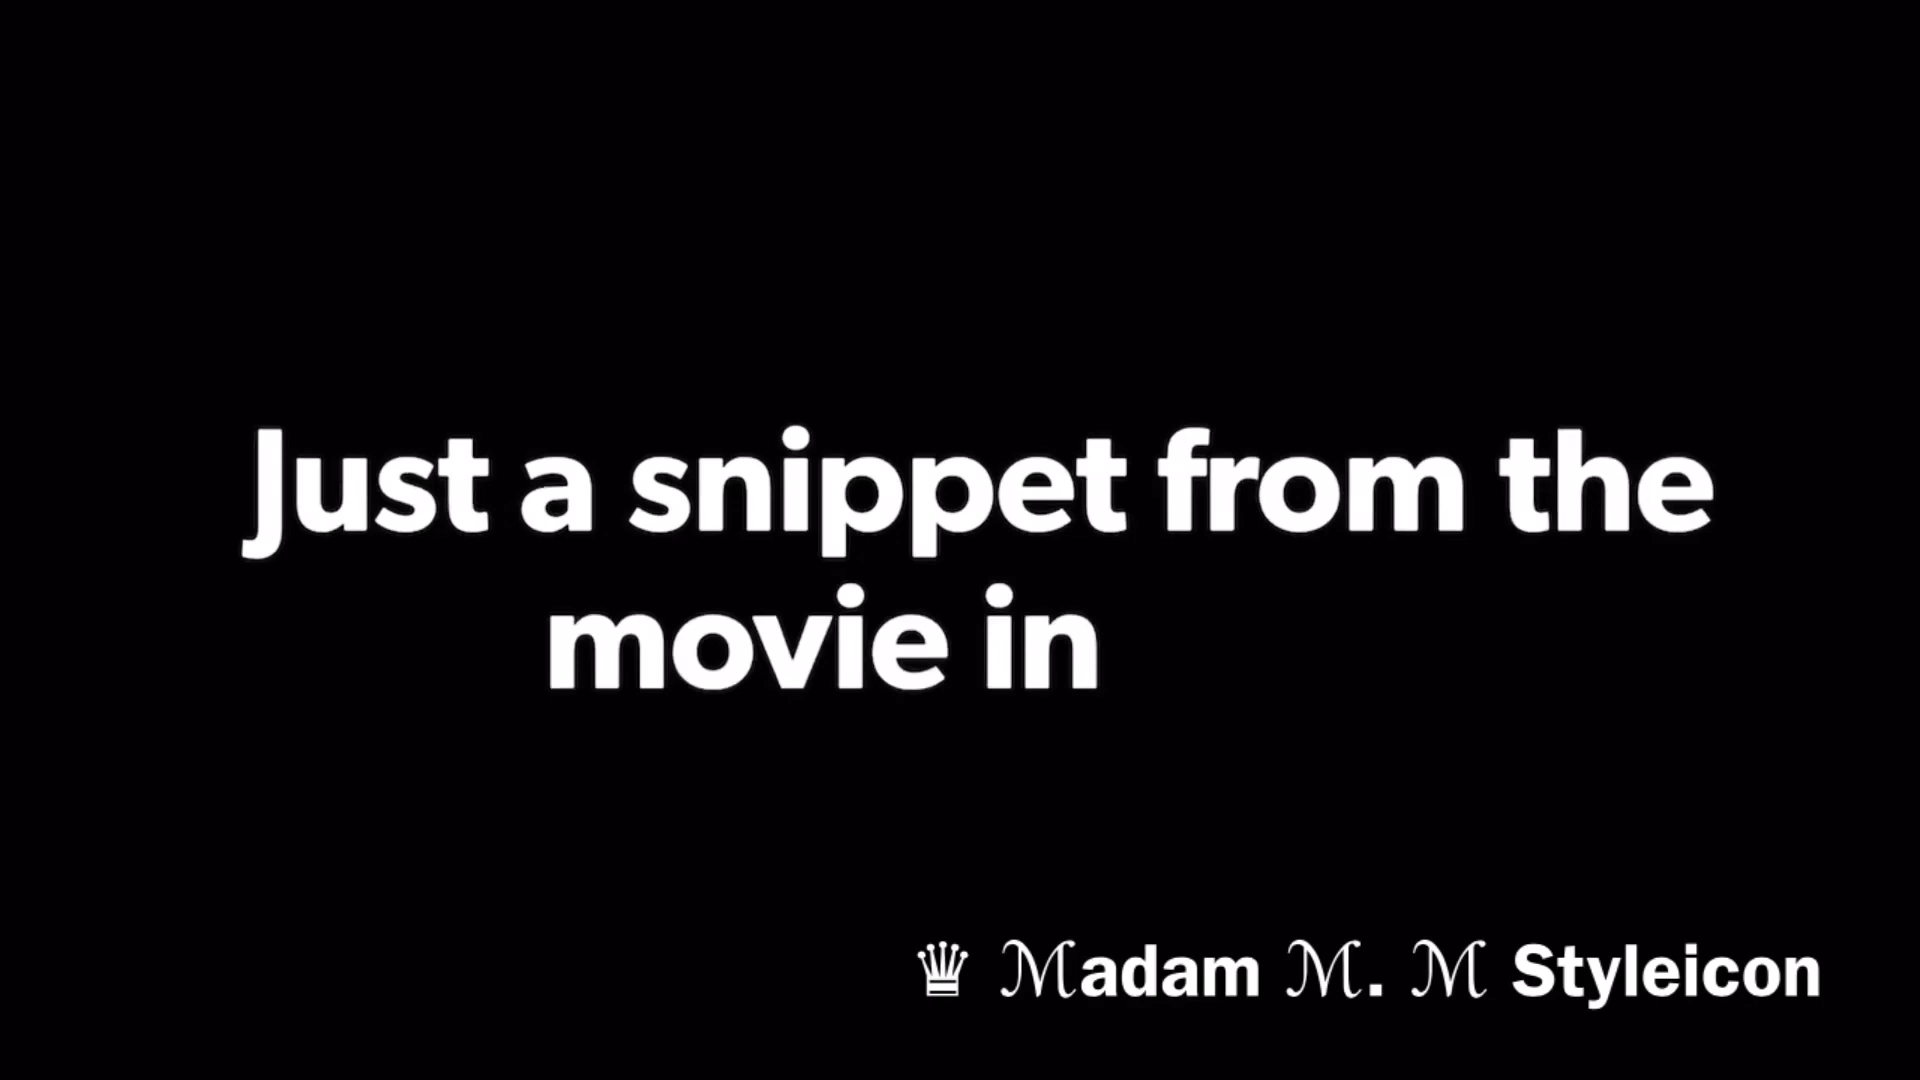 Just a snippet from the
movie in
♛ ℳadam ℳ. ℳ Styleicon